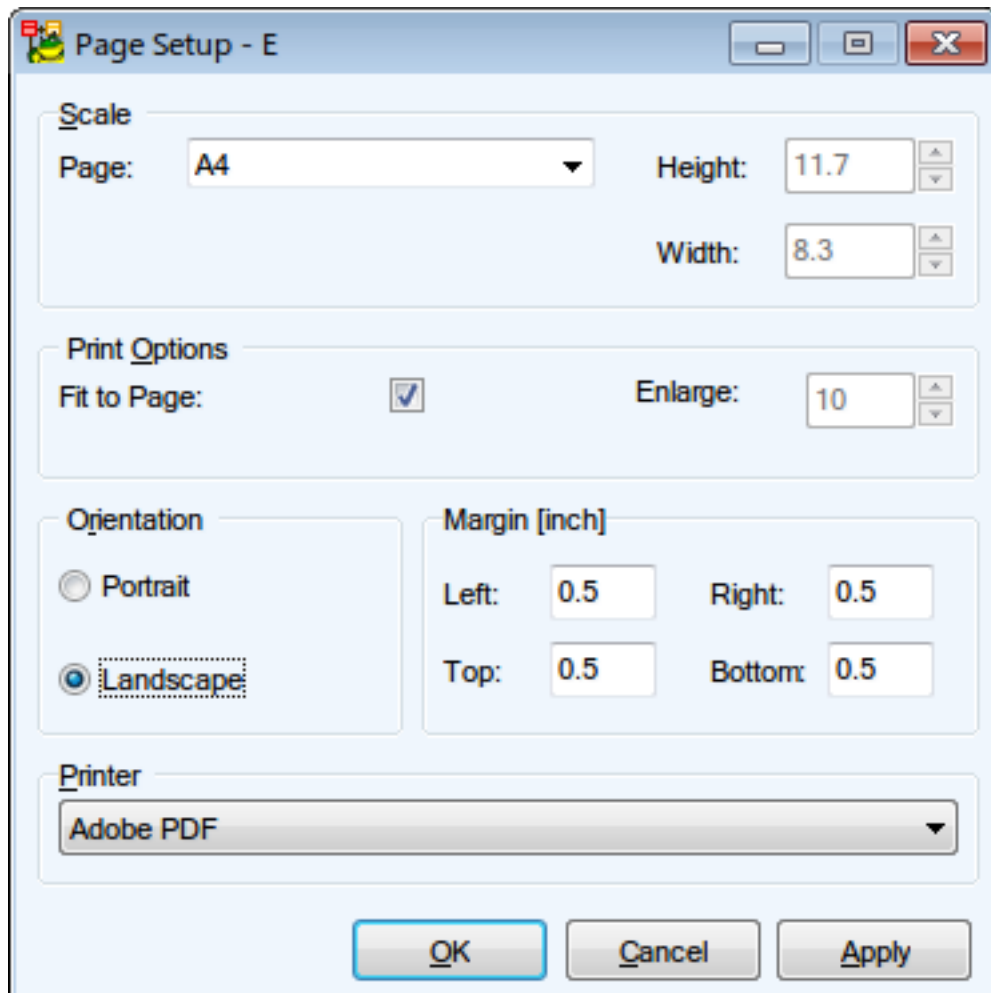 Page Setup - E
Scale
Page: A4 Height: 11.7
Width: 8.3
Print Options
Fit to Page: Enlarge: 10
Orientation Margin [inch]
Portrait Left: 0.5 Right: 0.5
Landscape Top: 0.5 Bottom: 0.5
Printer
Adobe PDF
OK Cancel Apply